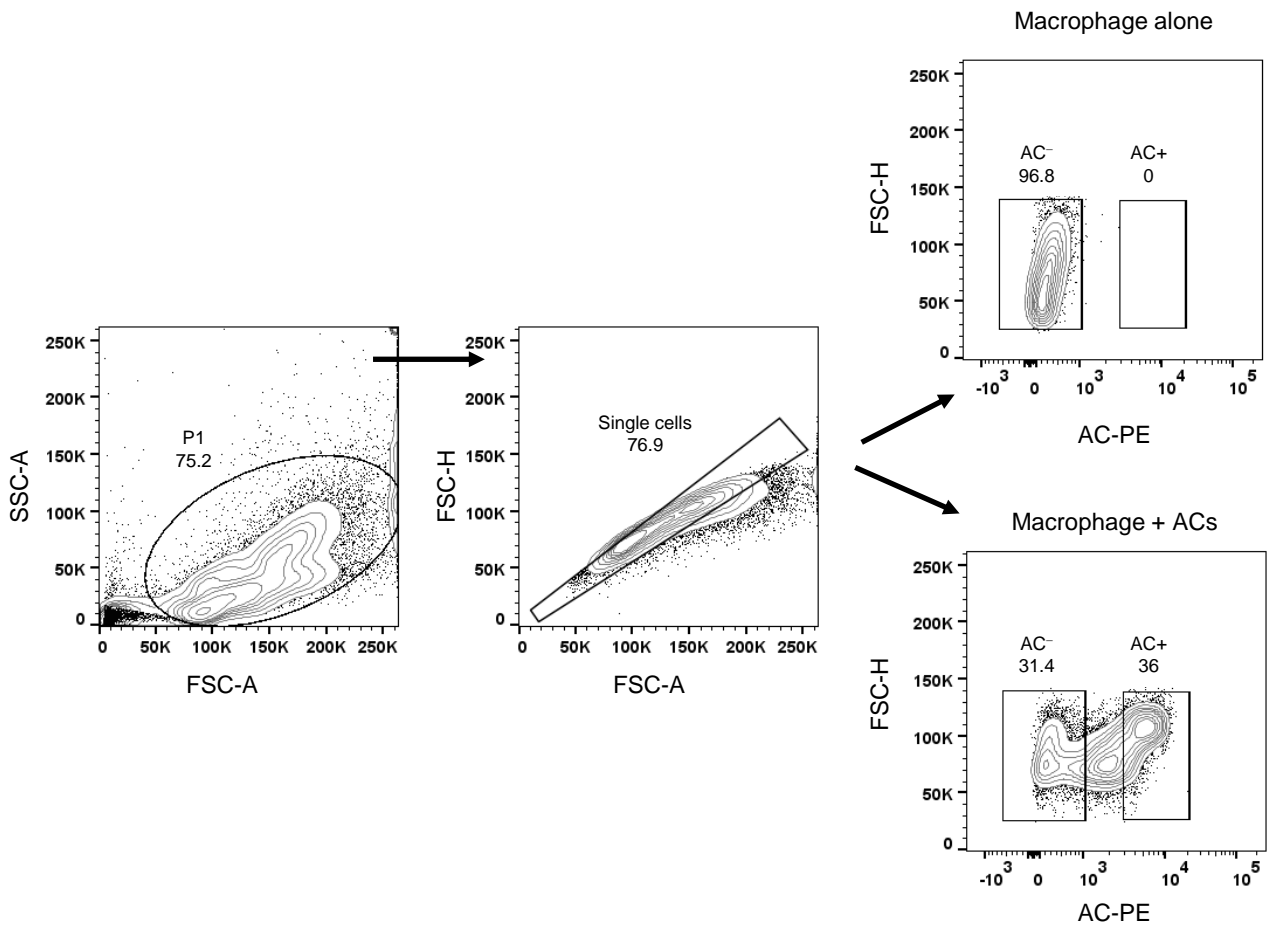 Macrophage alone
250K
200K
150K
100K
50K
0
FSC-H
AC⁻
96.8
AC+
0
-10³ 0 10³ 10⁴ 10⁵
AC-PE
250K
200K
150K
100K
50K
0
SSC-A
P1
75.2
0 50K 100K 150K 200K 250K
FSC-A
250K
200K
150K
100K
50K
0
FSC-H
Single cells
76.9
0 50K 100K 150K 200K 250K
FSC-A
Macrophage + ACs
250K
200K
150K
100K
50K
0
FSC-H
AC⁻
31.4
AC+
36
-10³ 0 10³ 10⁴ 10⁵
AC-PE